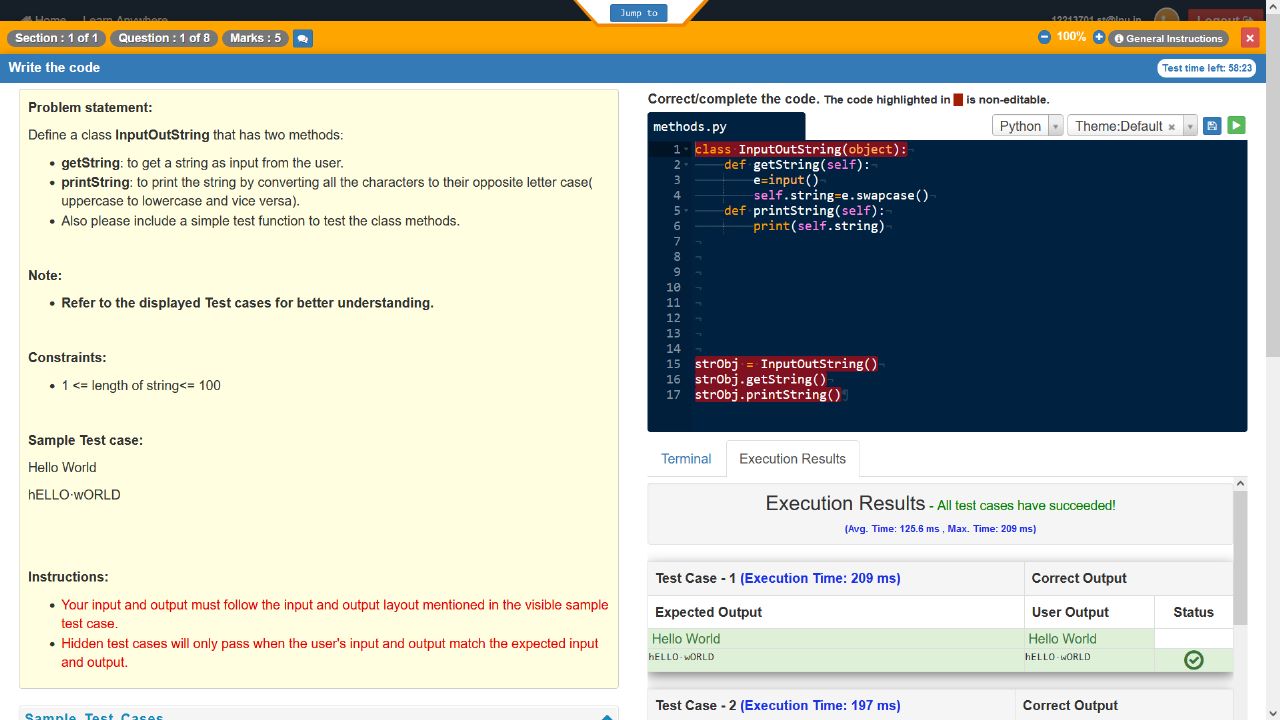 Home Learn Anywhere
Jump to
12213701.st@lpu.in
Logout
Section : 1 of 1
Question : 1 of 8
Marks : 5
100%
General Instructions
Write the code
Test time left: 58:23
Problem statement:
Define a class InputOutString that has two methods:
getString: to get a string as input from the user.
printString: to print the string by converting all the characters to their opposite letter case(
uppercase to lowercase and vice versa).
Also please include a simple test function to test the class methods.
Note:
Refer to the displayed Test cases for better understanding.
Constraints:
1 <= length of string<= 100
Sample Test case:
Hello World
hELLO·wORLD
Instructions:
Your input and output must follow the input and output layout mentioned in the visible sample
test case.
Hidden test cases will only pass when the user's input and output match the expected input
and output.
Sample Test Cases
Correct/complete the code. The code highlighted in is non-editable.
methods.py
Python
Theme:Default ×
1 class InputOutString(object):
2 def getString(self):
3 e=input()
4 self.string=e.swapcase()
5 def printString(self):
6 print(self.string)
7
8
9
10
11
12
13
14
15 strObj = InputOutString()
16 strObj.getString()
17 strObj.printString()
Terminal
Execution Results
Execution Results - All test cases have succeeded!
(Avg. Time: 125.6 ms , Max. Time: 209 ms)
Test Case - 1 (Execution Time: 209 ms) Correct Output
Expected Output User Output Status
Hello World Hello World
hELLO·wORLD hELLO·wORLD
Test Case - 2 (Execution Time: 197 ms) Correct Output